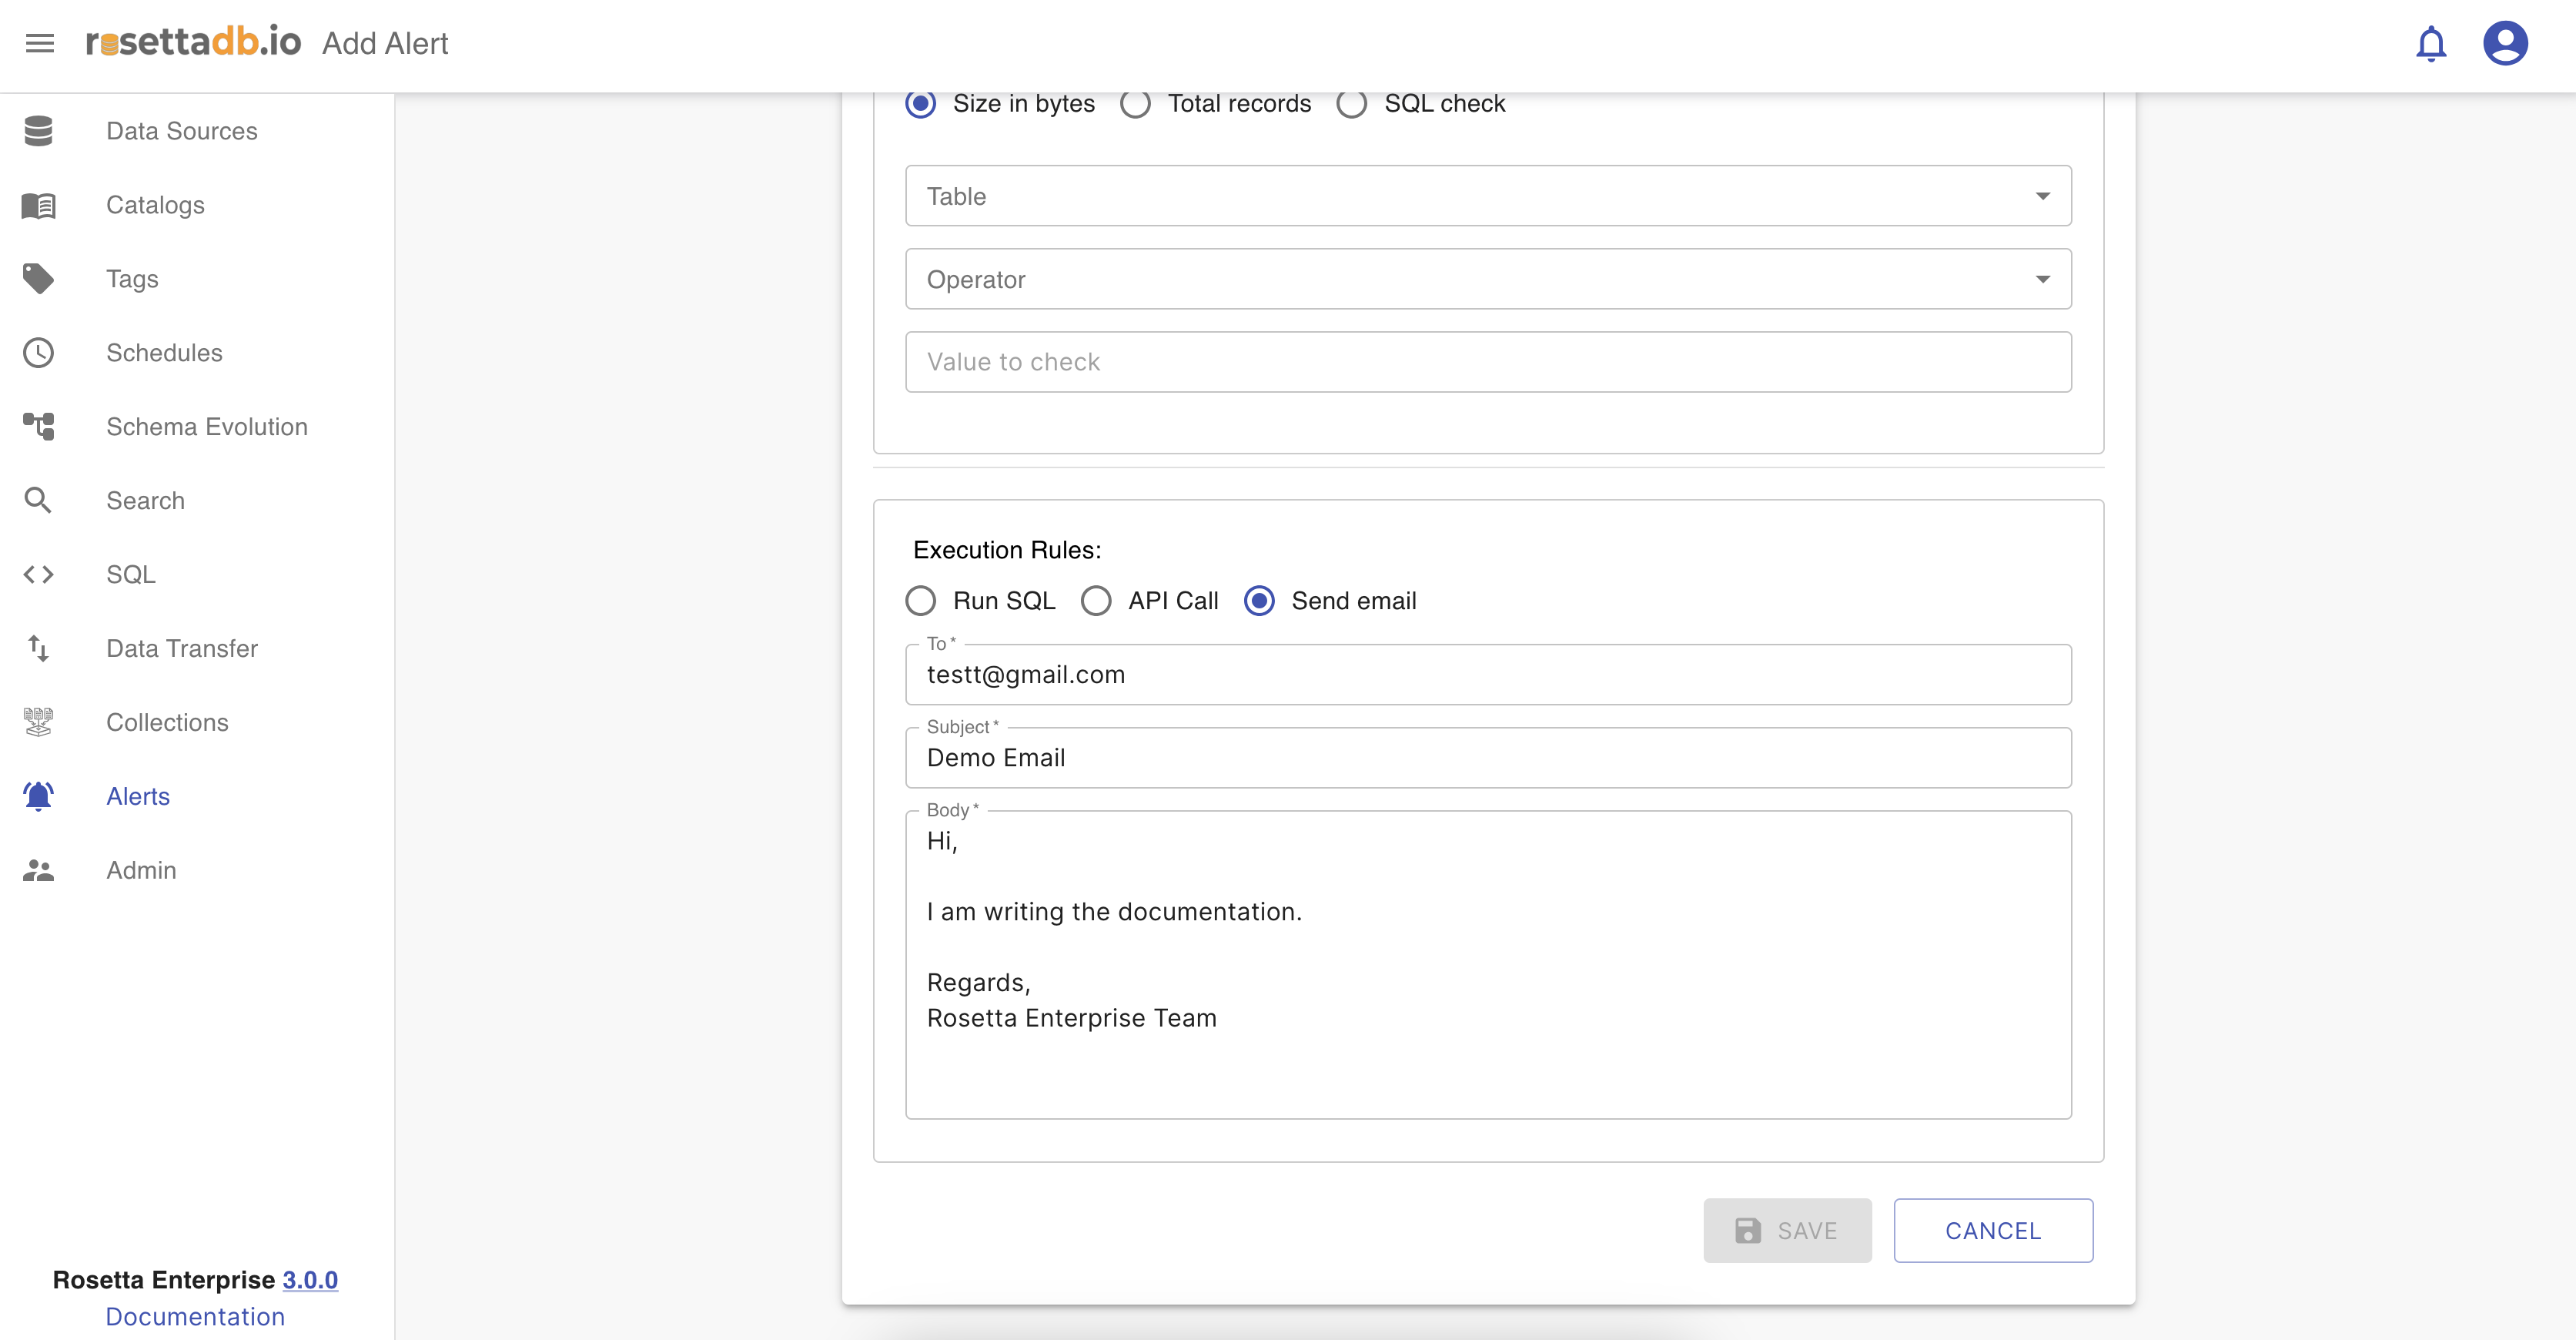 rosettadb.io Add Alert
Data Sources
Catalogs
Tags
Schedules
Schema Evolution
Search
SQL
Data Transfer
Collections
Alerts
Admin
Rosetta Enterprise 3.0.0
Documentation
Size in bytes Total records SQL check
Table
Operator
Value to check
Execution Rules:
Run SQL API Call Send email
To *
testt@gmail.com
Subject *
Demo Email
Body *
Hi,
I am writing the documentation.
Regards,
Rosetta Enterprise Team
SAVE CANCEL